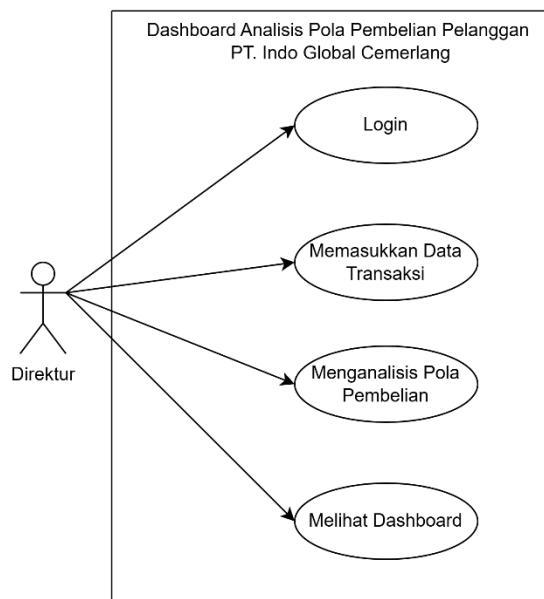 Dashboard Analisis Pola Pembelian Pelanggan
PT. Indo Global Cemerlang
Login
Memasukkan Data
Transaksi
Direktur
Menganalisis Pola
Pembelian
Melihat Dashboard